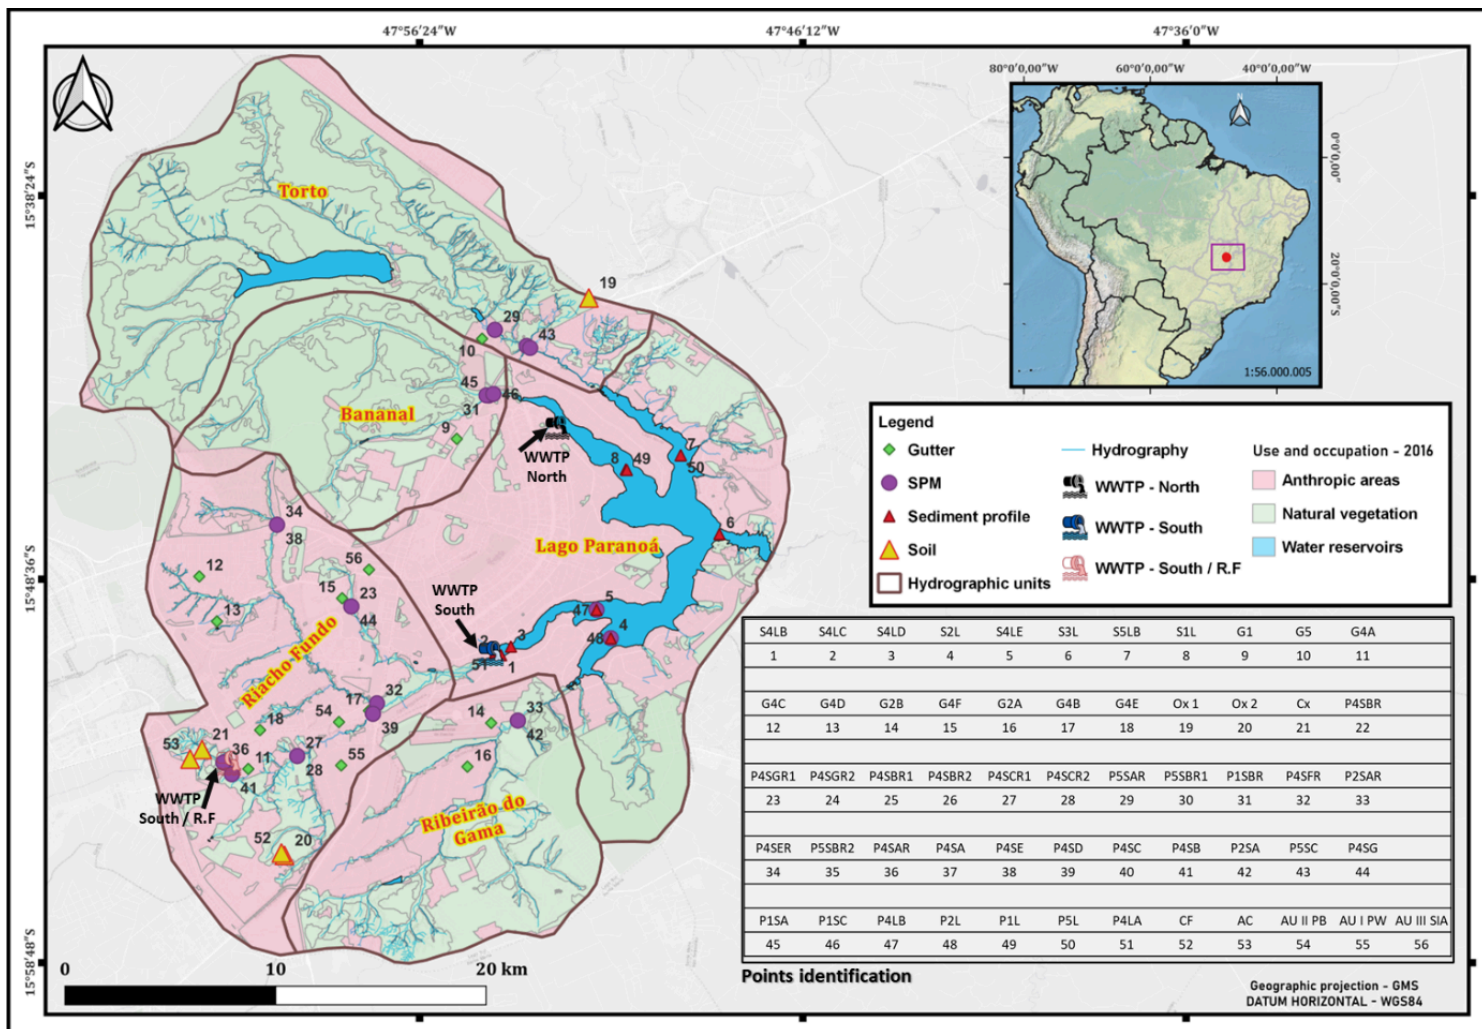 47°56′24″W
47°46′12″W
47°36′0″W
15°38′24″S
15°48′36″S
15°58′48″S
80°0′0,00″W
60°0′0,00″W
40°0′0,00″W
0°0′0,00″
20°0′0,00″S
N
1:56.000.005
Torto
19
29
43
10
45
46
31
Bananal
9
WWTP
North
8
49
7
50
6
34
38
Lago Paranoá
12
56
15
23
13
44
WWTP
South
5
47
4
48
2
3
51
1
Riacho Fundo
32
17
39
18
54
14
33
42
53
21
36
11
27
28
55
16
41
WWTP
South / R.F
Ribeirão do
Gama
52
20
0
10
20 km
Legend
Gutter
SPM
Sediment profile
Soil
Hydrographic units
Hydrography
WWTP - North
WWTP - South
WWTP - South / R.F
Use and occupation - 2016
Anthropic areas
Natural vegetation
Water reservoirs
S4LB S4LC S4LD S2L S4LE S3L S5LB S1L G1 G5 G4A
1 2 3 4 5 6 7 8 9 10 11
G4C G4D G2B G4F G2A G4B G4E Ox 1 Ox 2 Cx P4SBR
12 13 14 15 16 17 18 19 20 21 22
P4SGR1 P4SGR2 P4SBR1 P4SBR2 P4SCR1 P4SCR2 P5SAR P5SBR1 P1SBR P4SFR P2SAR
23 24 25 26 27 28 29 30 31 32 33
P4SER P5SBR2 P4SAR P4SA P4SE P4SD P4SC P4SB P2SA P5SC P4SG
34 35 36 37 38 39 40 41 42 43 44
P1SA P1SC P4LB P2L P1L P5L P4LA CF AC AU II PB AU I PW AU III SIA
45 46 47 48 49 50 51 52 53 54 55 56
Points identification
Geographic projection - GMS
DATUM HORIZONTAL - WGS84